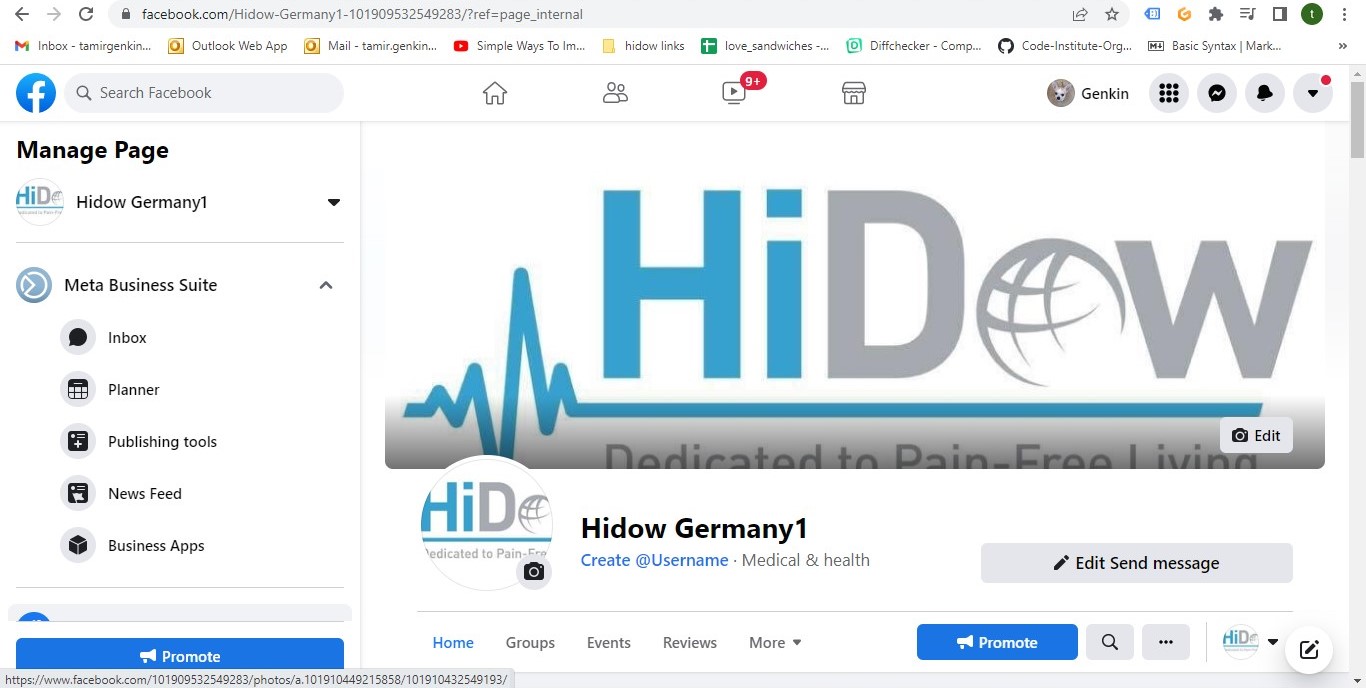 facebook.com/Hidow-Germany1-101909532549283/?ref=page_internal
t
Inbox - tamirgenkin...
Outlook Web App
Mail - tamir.genkin...
Simple Ways To Im...
hidow links
love_sandwiches -...
Diffchecker - Comp...
Code-Institute-Org...
Basic Syntax | Mark...
»
Search Facebook
9+
Genkin
Manage Page
Hidow Germany1
Meta Business Suite
Inbox
Planner
Publishing tools
News Feed
Business Apps
Promote
HiDow
Dedicated to Pain-Free Living
Edit
HiDo
Dedicated to Pain-Fre
Hidow Germany1
Create @Username · Medical & health
Edit Send message
Home
Groups
Events
Reviews
More
Promote
HiDo
https://www.facebook.com/101909532549283/photos/a.101910449215858/101910432549193/